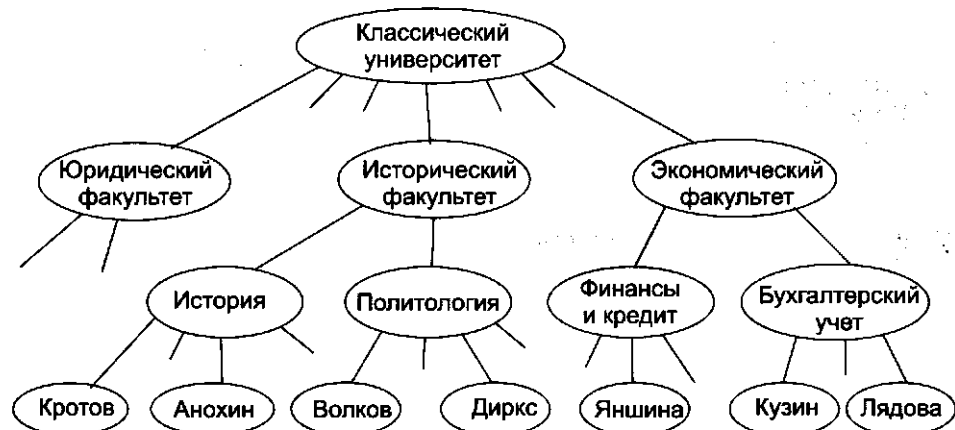 Классический
университет
Юридический
факультет
Исторический
факультет
Экономический
факультет
История
Политология
Финансы
и кредит
Бухгалтерский
учет
Кротов
Анохин
Волков
Диркс
Яншина
Кузин
Лядова